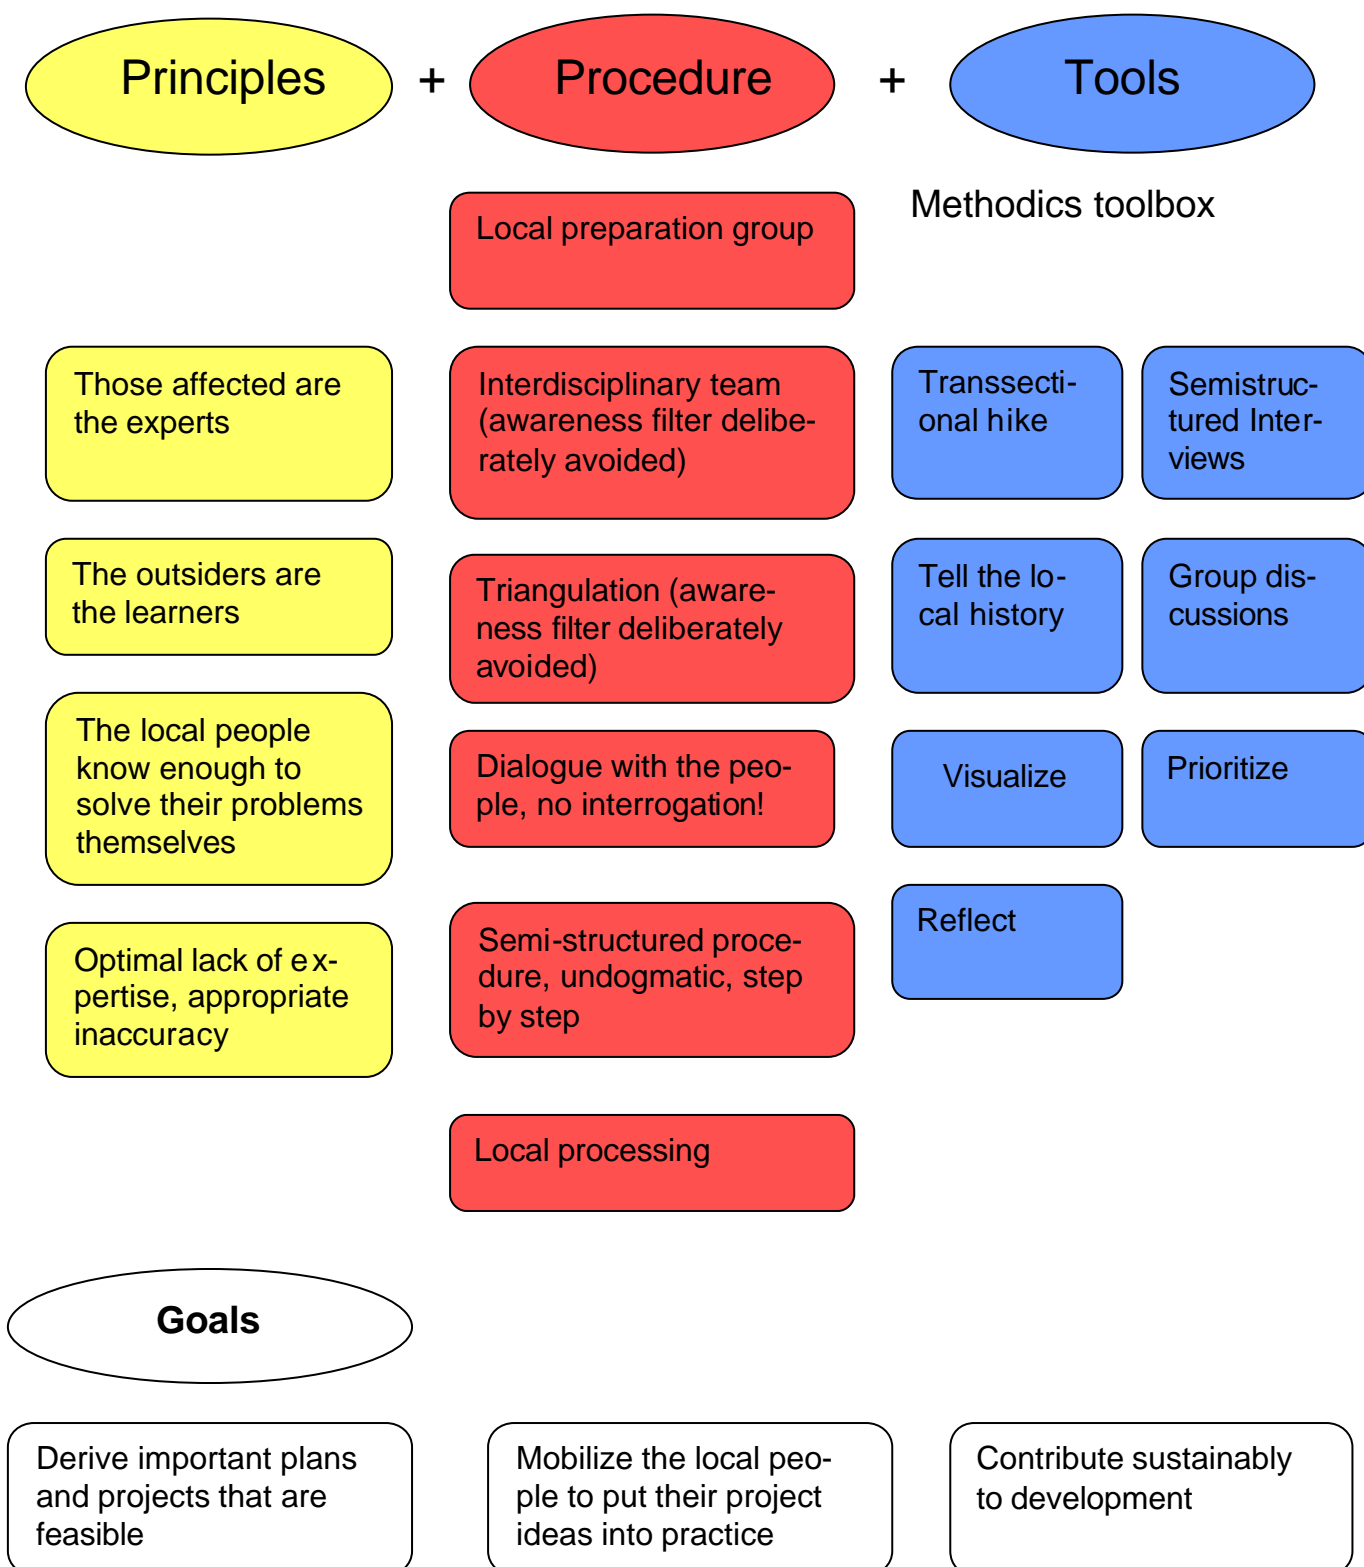 Principles + Procedure + Tools
Methodics toolbox
Local preparation group
Those affected are
the experts
The outsiders are
the learners
The local people
know enough to
solve their problems
themselves
Optimal lack of ex-
pertise, appropriate
inaccuracy
Interdisciplinary team
(awareness filter delibe-
rately avoided)
Triangulation (aware-
ness filter deliberately
avoided)
Dialogue with the peo-
ple, no interrogation!
Semi-structured proce-
dure, undogmatic, step
by step
Local processing
Transsecti-
onal hike
Semistruc-
tured Inter-
views
Tell the lo-
cal history
Group dis-
cussions
Visualize
Prioritize
Reflect
Goals
Derive important plans
and projects that are
feasible
Mobilize the local peo-
ple to put their project
ideas into practice
Contribute sustainably
to development